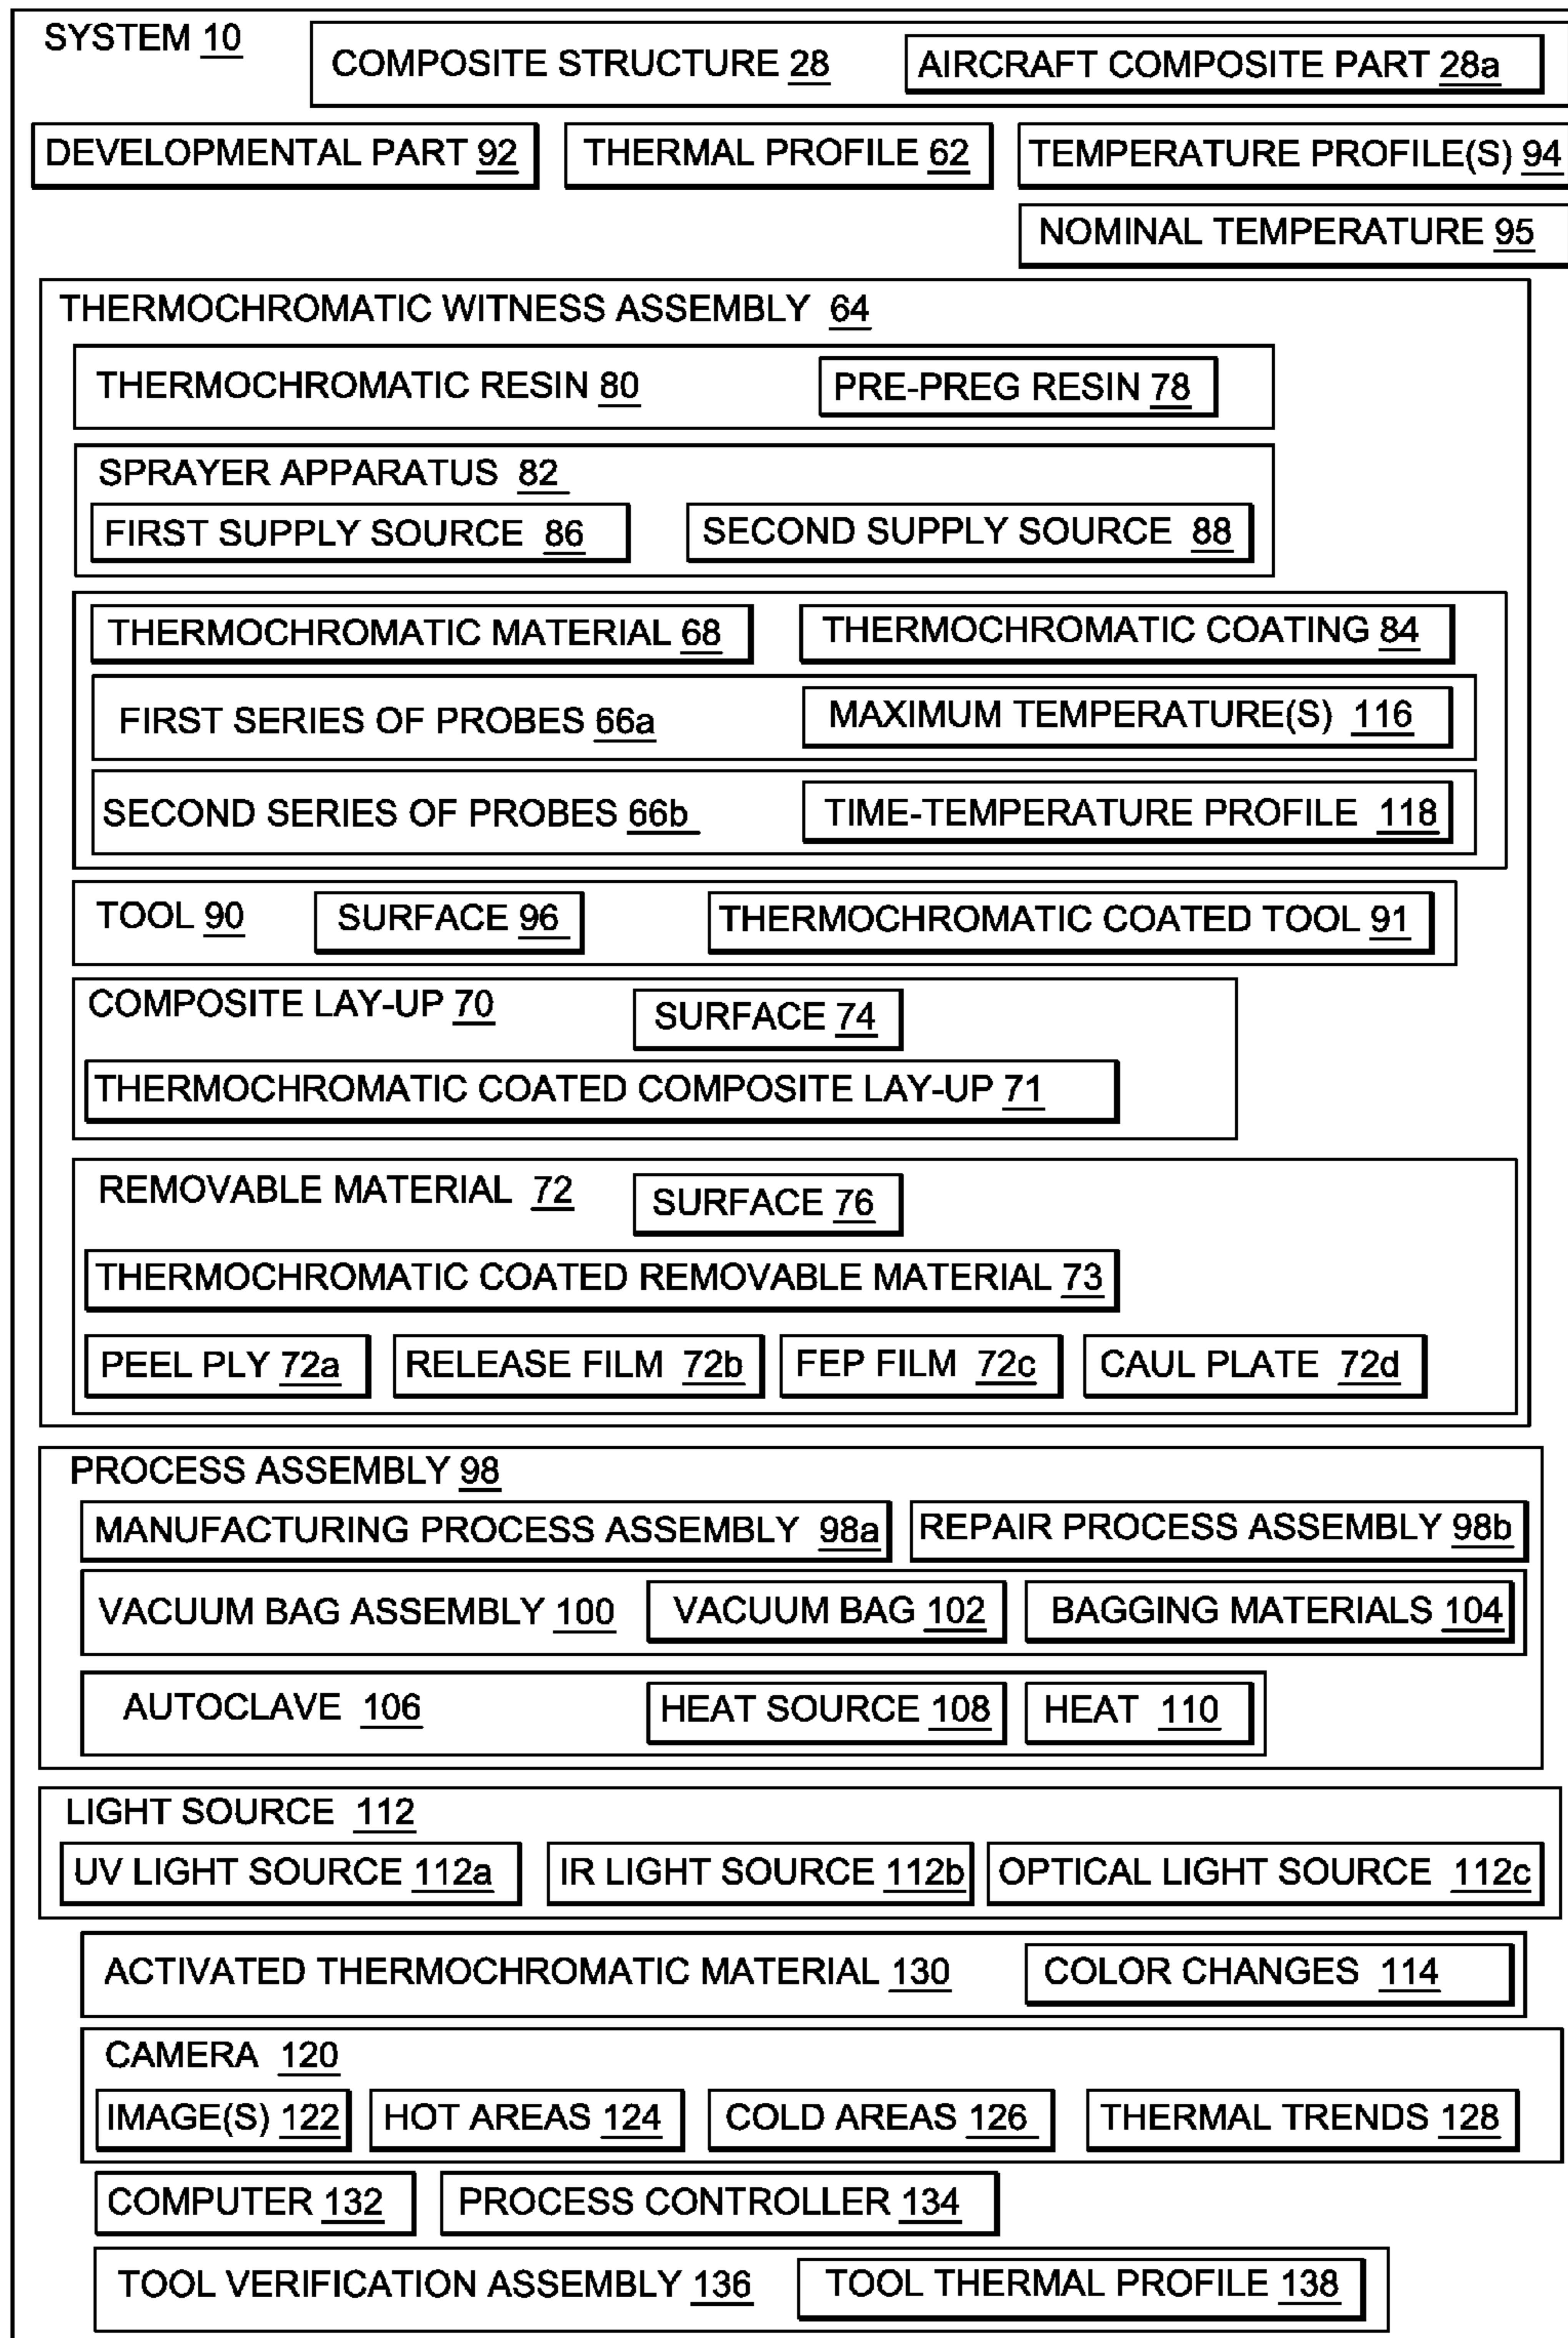 SYSTEM 10
COMPOSITE STRUCTURE 28 AIRCRAFT COMPOSITE PART 28a
DEVELOPMENTAL PART 92 THERMAL PROFILE 62 TEMPERATURE PROFILE(S) 94
NOMINAL TEMPERATURE 95
THERMOCHROMATIC WITNESS ASSEMBLY 64
THERMOCHROMATIC RESIN 80 PRE-PREG RESIN 78
SPRAYER APPARATUS 82
FIRST SUPPLY SOURCE 86 SECOND SUPPLY SOURCE 88
THERMOCHROMATIC MATERIAL 68 THERMOCHROMATIC COATING 84
FIRST SERIES OF PROBES 66a MAXIMUM TEMPERATURE(S) 116
SECOND SERIES OF PROBES 66b TIME-TEMPERATURE PROFILE 118
TOOL 90 SURFACE 96 THERMOCHROMATIC COATED TOOL 91
COMPOSITE LAY-UP 70 SURFACE 74
THERMOCHROMATIC COATED COMPOSITE LAY-UP 71
REMOVABLE MATERIAL 72 SURFACE 76
THERMOCHROMATIC COATED REMOVABLE MATERIAL 73
PEEL PLY 72a RELEASE FILM 72b FEP FILM 72c CAUL PLATE 72d
PROCESS ASSEMBLY 98
MANUFACTURING PROCESS ASSEMBLY 98a REPAIR PROCESS ASSEMBLY 98b
VACUUM BAG ASSEMBLY 100 VACUUM BAG 102 BAGGING MATERIALS 104
AUTOCLAVE 106 HEAT SOURCE 108 HEAT 110
LIGHT SOURCE 112
UV LIGHT SOURCE 112a IR LIGHT SOURCE 112b OPTICAL LIGHT SOURCE 112c
ACTIVATED THERMOCHROMATIC MATERIAL 130 COLOR CHANGES 114
CAMERA 120
IMAGE(S) 122 HOT AREAS 124 COLD AREAS 126 THERMAL TRENDS 128
COMPUTER 132 PROCESS CONTROLLER 134
TOOL VERIFICATION ASSEMBLY 136 TOOL THERMAL PROFILE 138